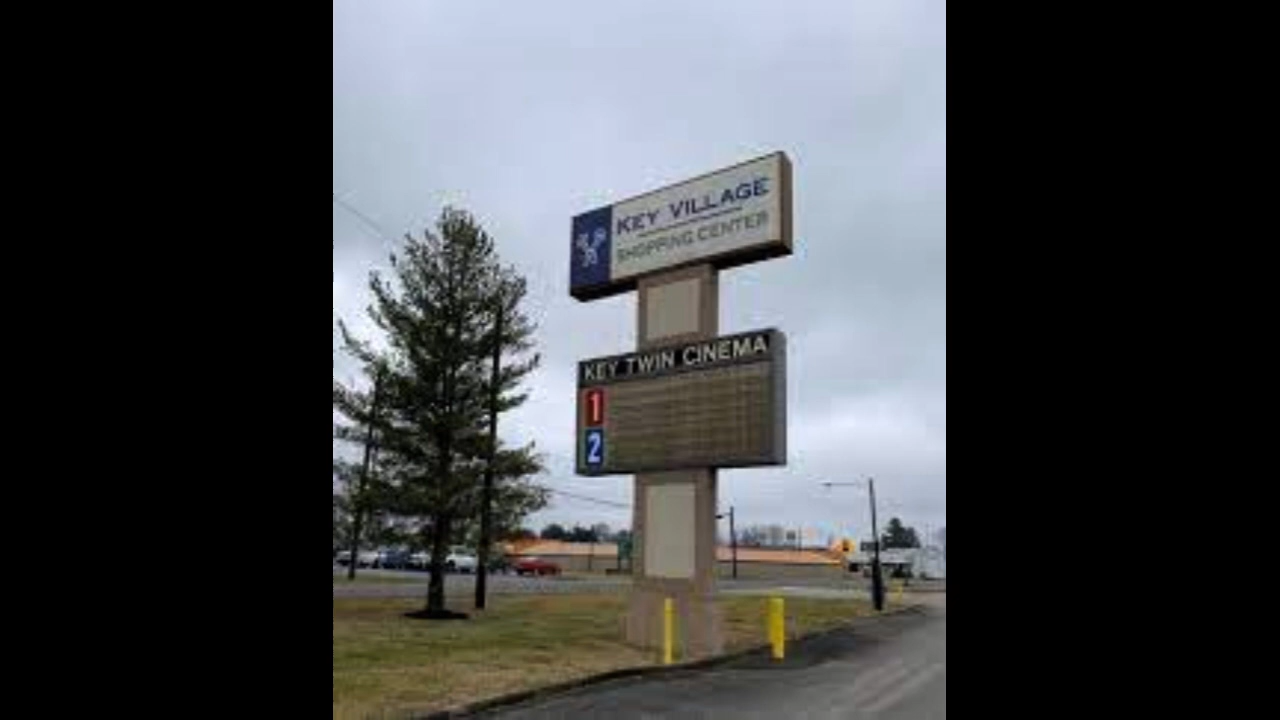 KEY VILLAGE
SHOPPING CENTER
KEY TWIN CINEMA
1
2